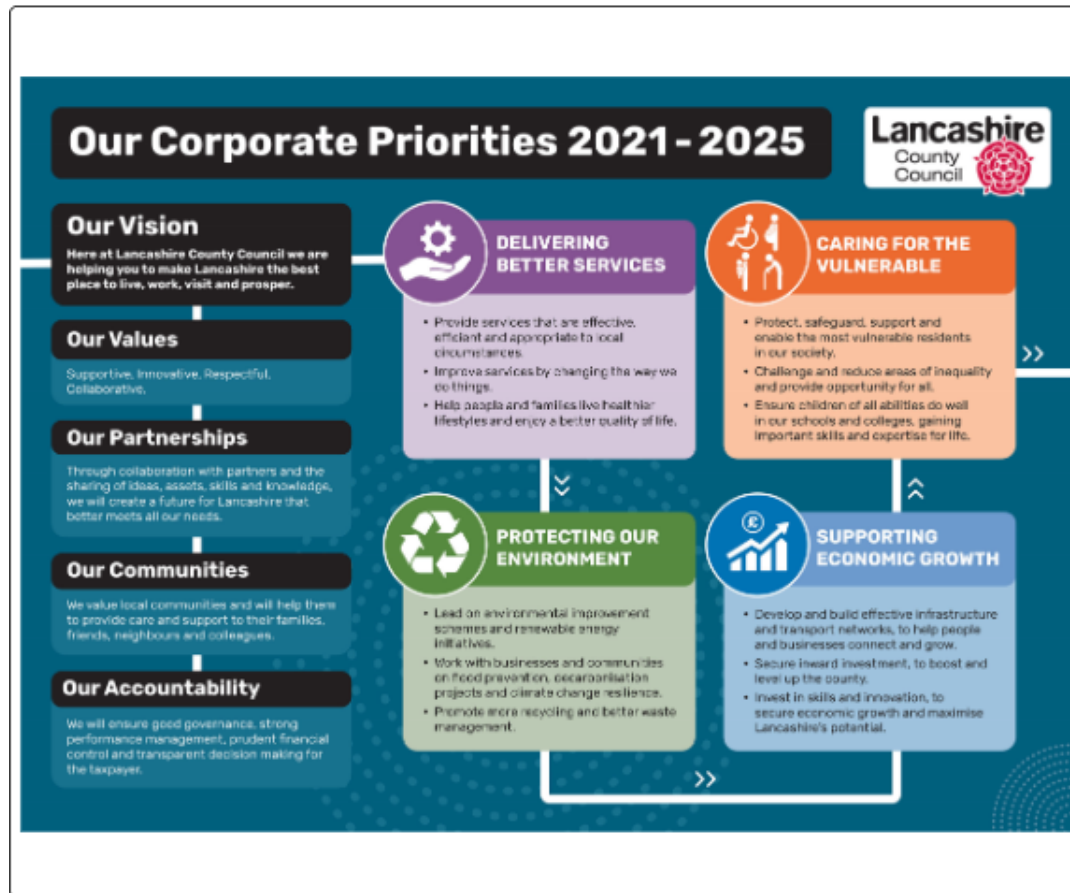 Our Corporate Priorities 2021 - 2025
Lancashire
County
Council
Our Vision
Here at Lancashire County Council we are
helping you to make Lancashire the best
place to live, work, visit and prosper.
Our Values
Supportive, Innovative, Respectful,
Collaborative.
Our Partnerships
Through collaboration with partners and the
sharing of ideas, assets, skills and knowledge,
we will create a future for Lancashire that
better meets all our needs.
Our Communities
We value local communities and will help them
to provide care and support to their families,
friends, neighbours and colleagues.
Our Accountability
We will ensure good governance, strong
performance management, prudent financial
control and transparent decision making for
the taxpayer.
DELIVERING
BETTER SERVICES
• Provide services that are effective,
efficient and appropriate to local
circumstances.
• Improve services by changing the way we
do things.
• Help people and families live healthier
lifestyles and enjoy a better quality of life.
PROTECTING OUR
ENVIRONMENT
• Lead on environmental improvement
schemes and renewable energy
initiatives.
• Work with businesses and communities
on flood prevention, decarbonisation
projects and climate change resilience.
• Promote more recycling and better waste
management.
£
SUPPORTING
ECONOMIC GROWTH
• Develop and build effective infrastructure
and transport networks, to help people
and businesses connect and grow.
• Secure inward investment, to boost and
level up the county.
• Invest in skills and innovation, to
secure economic growth and maximise
Lancashire's potential.
CARING FOR THE
VULNERABLE
• Protect, safeguard, support and
enable the most vulnerable residents
in our society.
• Challenge and reduce areas of inequality
and provide opportunity for all.
• Ensure children of all abilities do well
in our schools and colleges, gaining
important skills and expertise for life.